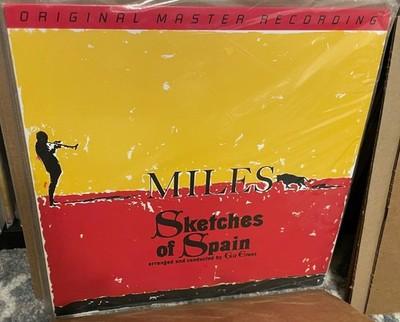 ORIGINAL MASTER RECORDING
MILES
Sketches
of Spain
arranged and conducted by Gil Evans